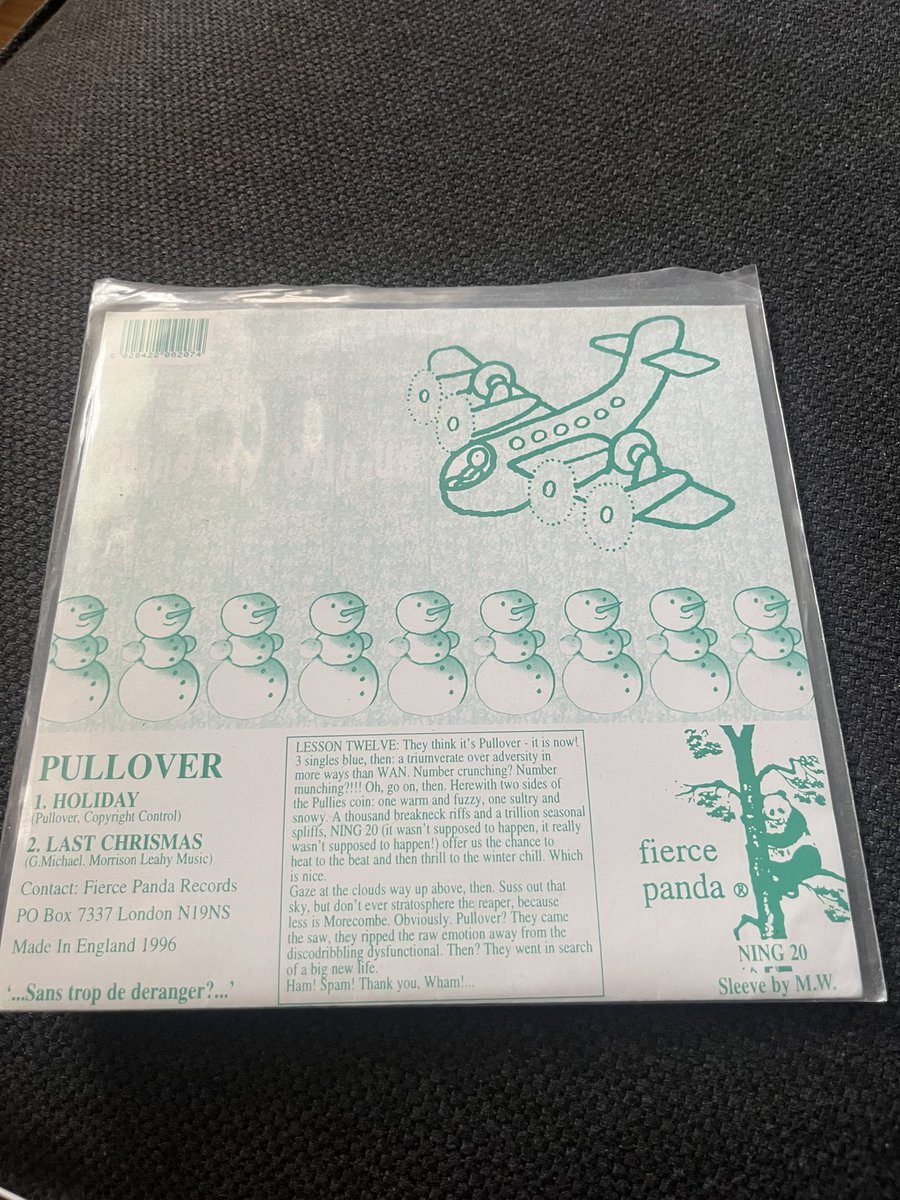 5 020422 002074
PULLOVER
1. HOLIDAY
(Pullover, Copyright Control)
2. LAST CHRISMAS
(G.Michael. Morrison Leahy Music)
Contact: Fierce Panda Records
PO Box 7337 London N19NS
Made In England 1996
‘...Sans trop de deranger?...’
LESSON TWELVE: They think it's Pullover - it is now!
3 singles blue, then: a triumverate over adversity in
more ways than WAN. Number crunching? Number
munching?!!! Oh, go on, then. Herewith two sides of
the Pullies coin: one warm and fuzzy, one sultry and
snowy. A thousand breakneck riffs and a trillion seasonal
spliffs, NING 20 (it wasn't supposed to happen, it really
wasn't supposed to happen!) offer us the chance to
heat to the beat and then thrill to the winter chill. Which
is nice.
Gaze at the clouds way up above, then. Suss out that
sky, but don't ever stratosphere the reaper, because
less is Morecombe. Obviously. Pullover? They came
the saw, they ripped the raw emotion away from the
discodribbling dysfunctional. Then? They went in search
of a big new life.
Ham! Spam! Thank you, Wham!...
fierce
panda ®
NING 20
Sleeve by M.W.